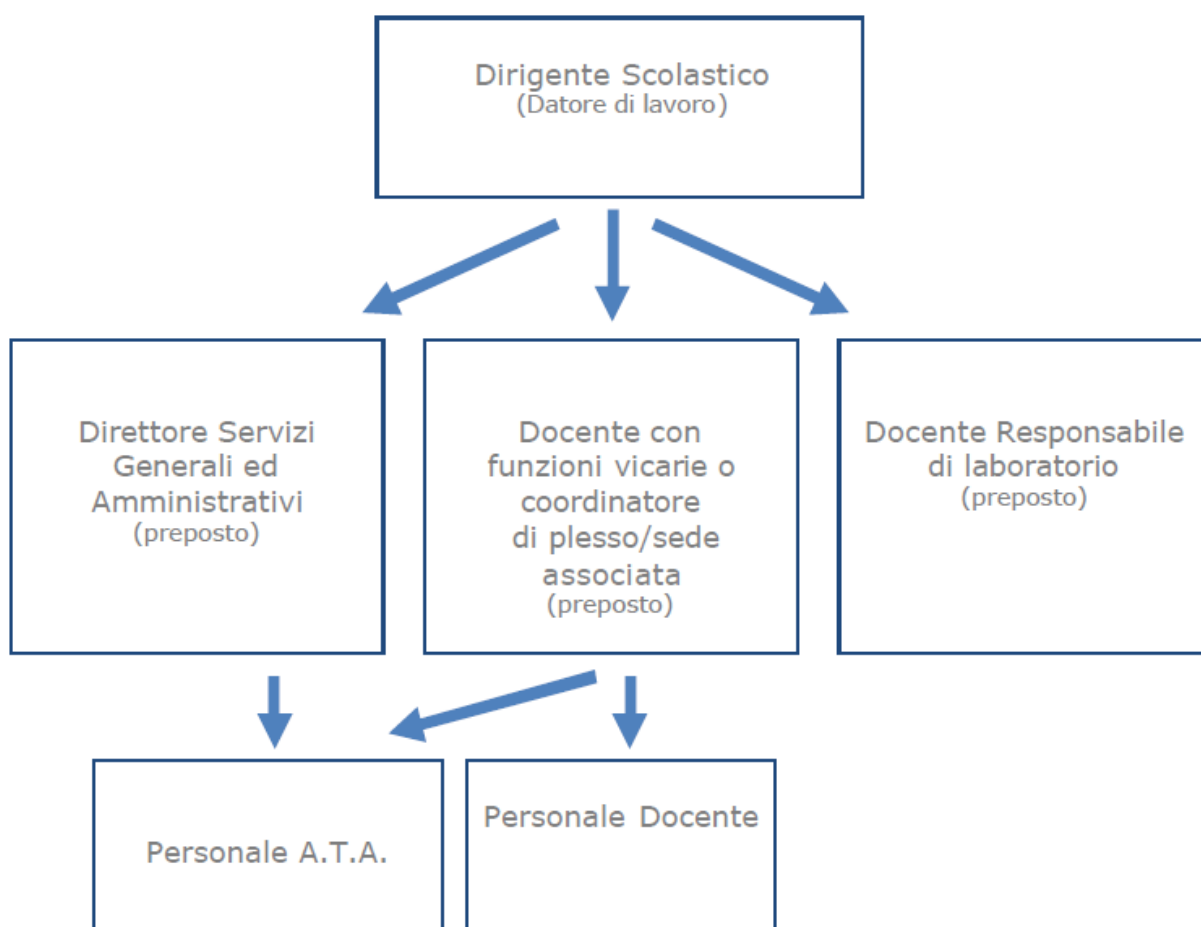 Dirigente Scolastico
(Datore di lavoro)
Direttore Servizi
Generali ed
Amministrativi
(preposto)
Docente con
funzioni vicarie o
coordinatore
di plesso/sede
associata
(preposto)
Docente Responsabile
di laboratorio
(preposto)
Personale A.T.A.
Personale Docente